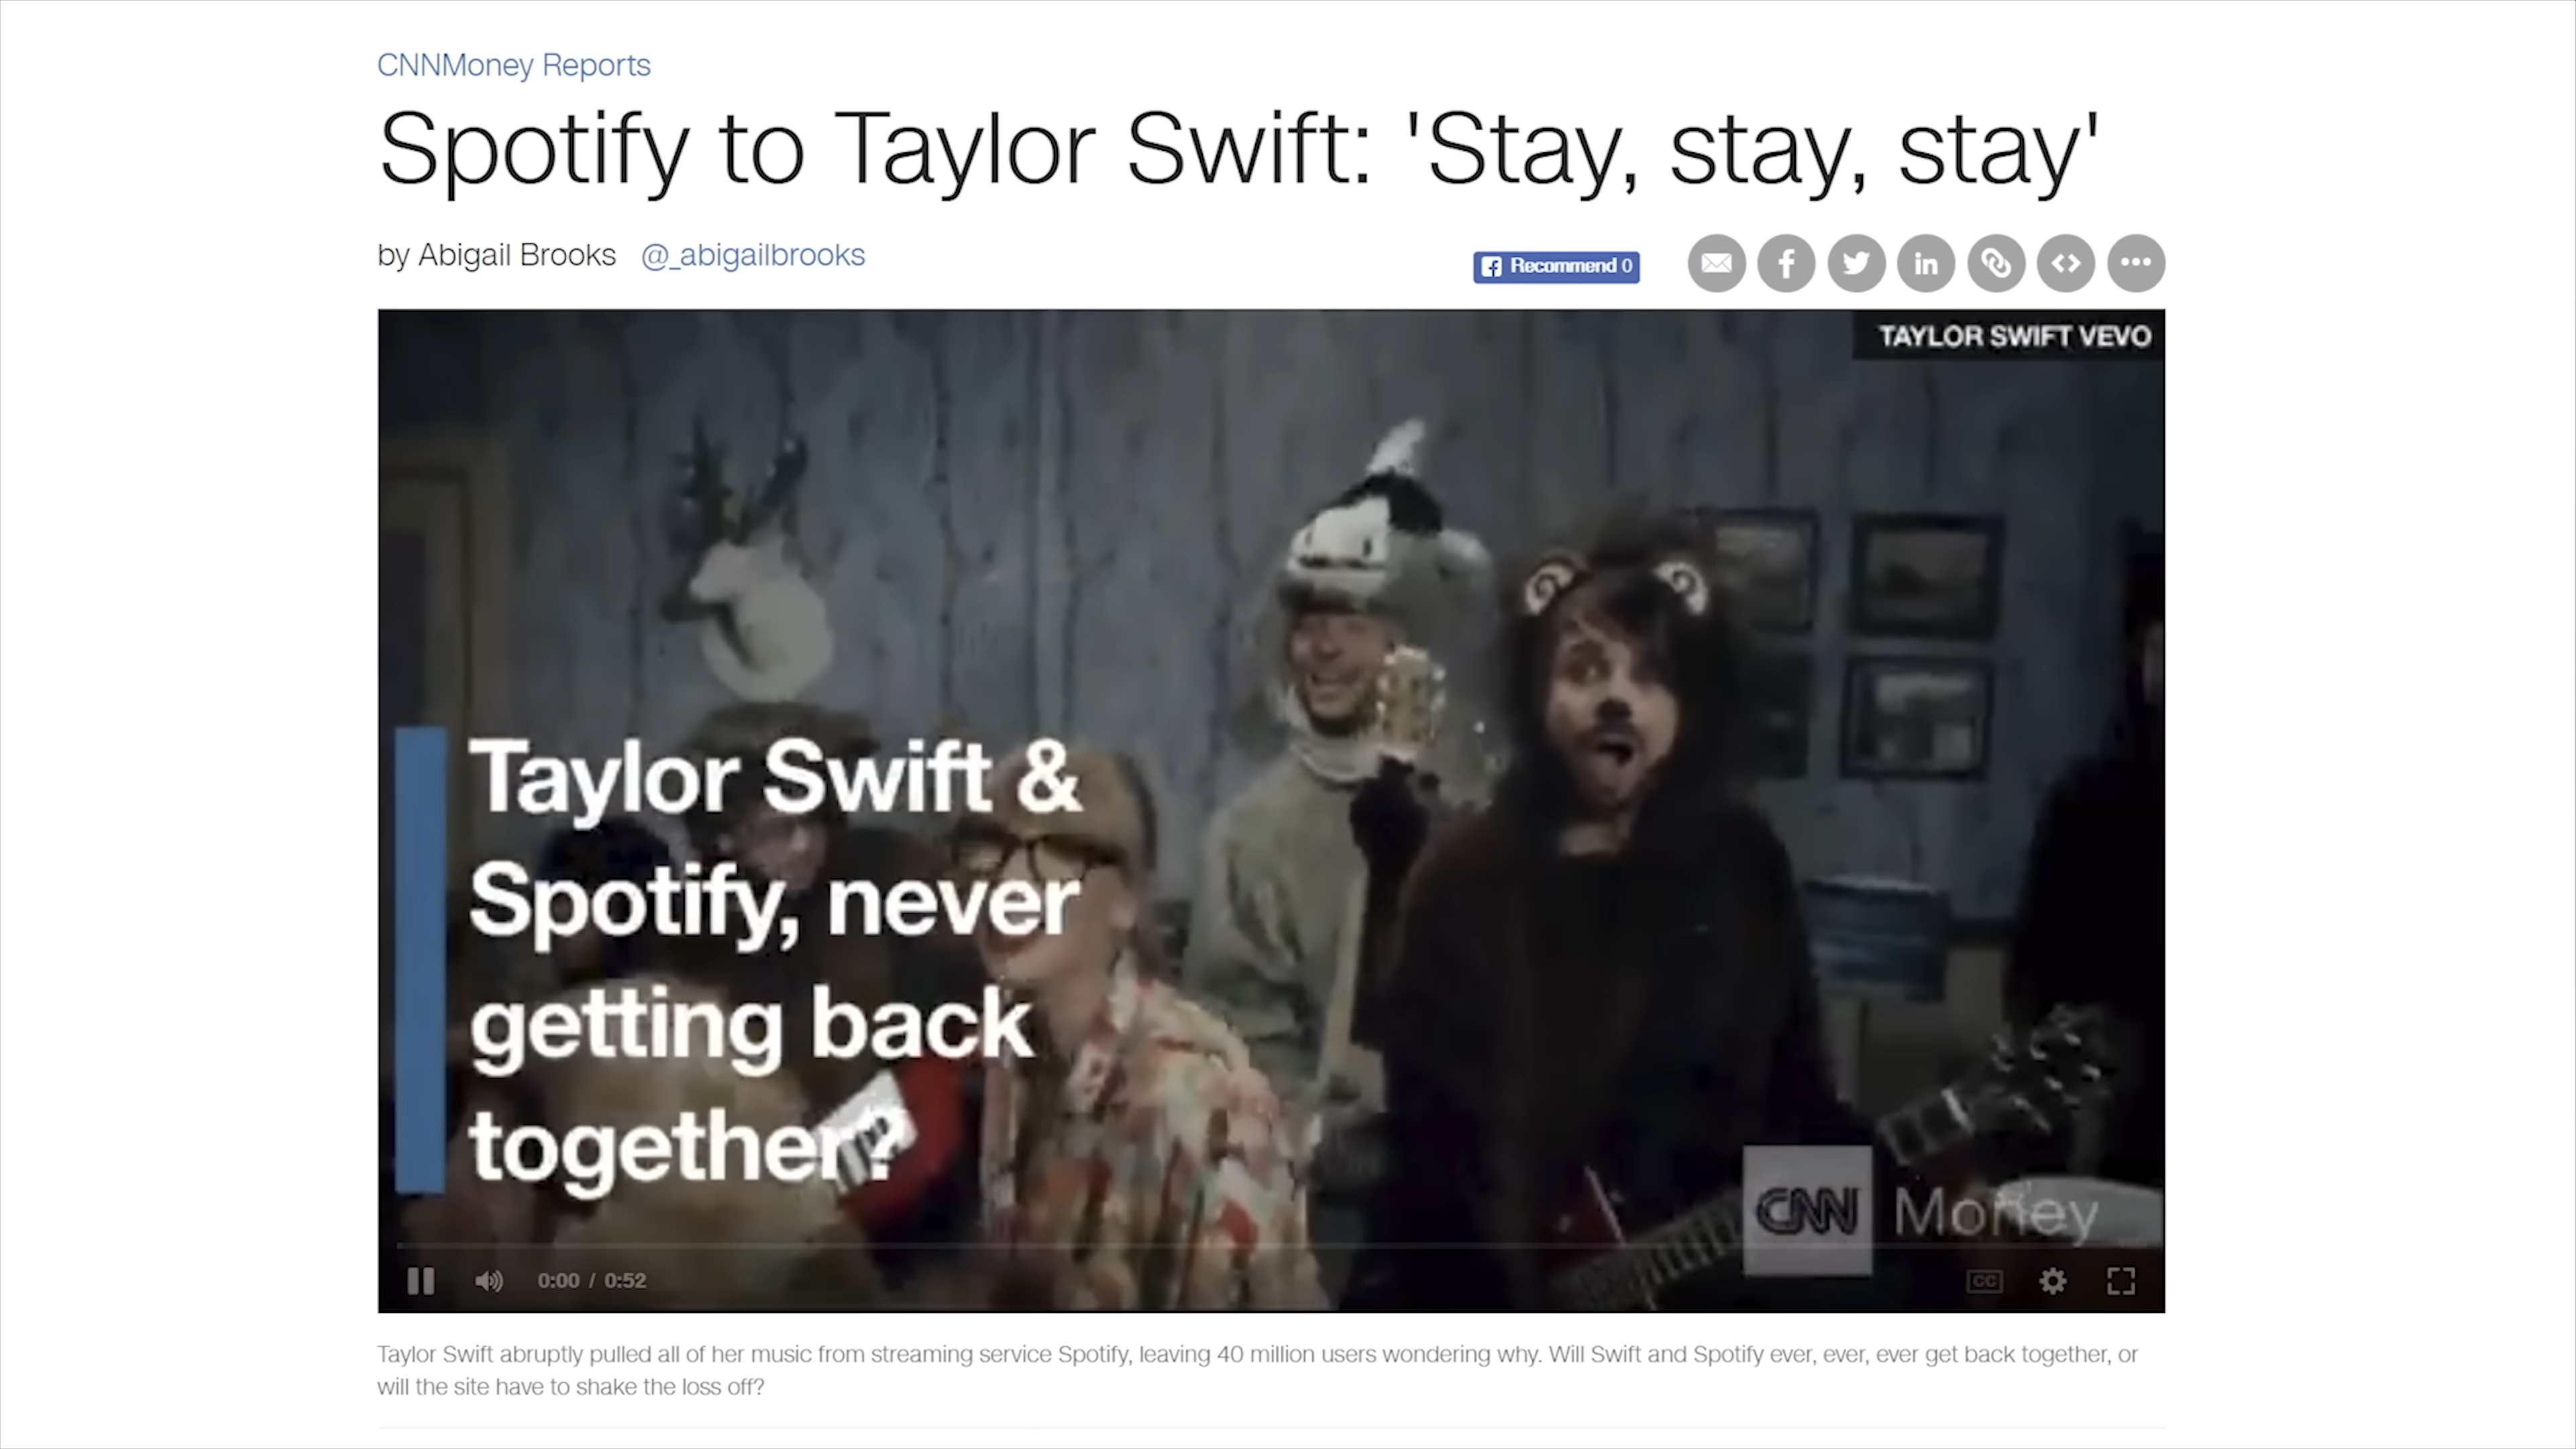 CNNMoney Reports
Spotify to Taylor Swift: 'Stay, stay, stay'
by Abigail Brooks @_abigailbrooks
Recommend 0
TAYLOR SWIFT VEVO
Taylor Swift &
Spotify, never
getting back
together?
CNN Money
0:00 / 0:52
CC
Taylor Swift abruptly pulled all of her music from streaming service Spotify, leaving 40 million users wondering why. Will Swift and Spotify ever, ever, ever get back together, or
will the site have to shake the loss off?